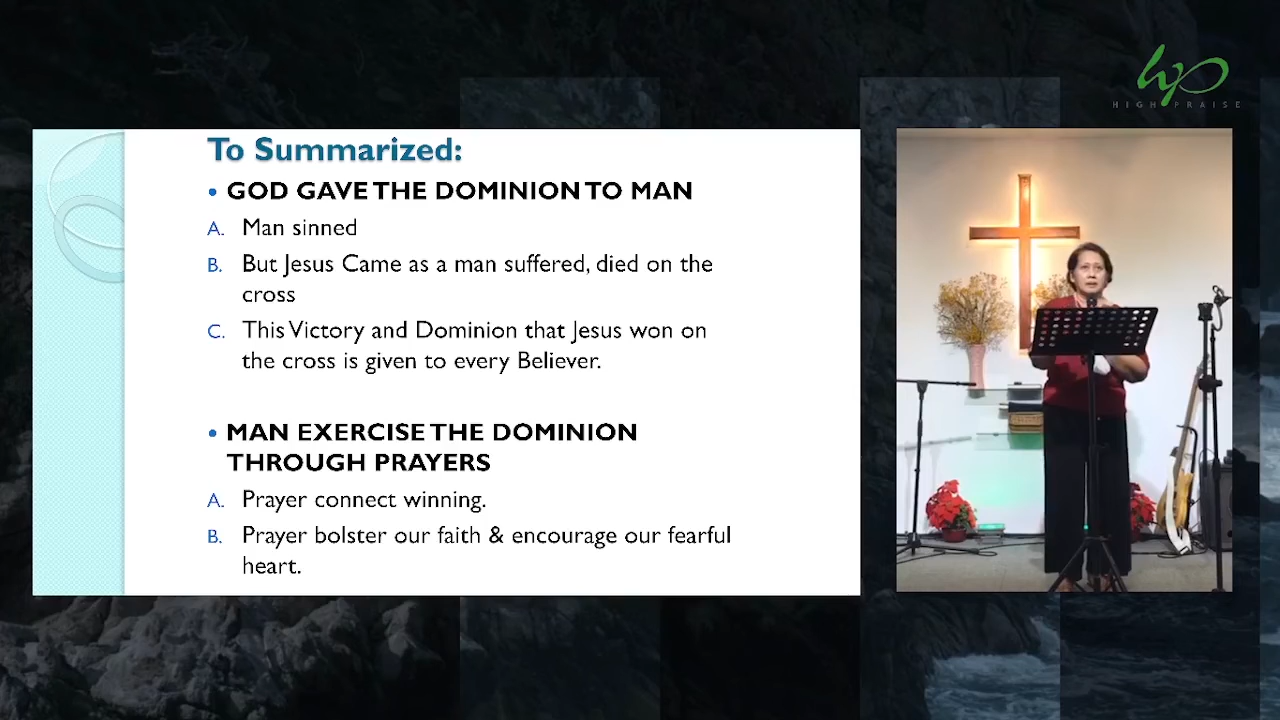 hp
HIGH PRAISE
To Summarized:
• GOD GAVE THE DOMINION TO MAN
A. Man sinned
B. But Jesus Came as a man suffered, died on the
cross
C. This Victory and Dominion that Jesus won on
the cross is given to every Believer.
• MAN EXERCISE THE DOMINION
THROUGH PRAYERS
A. Prayer connect winning.
B. Prayer bolster our faith & encourage our fearful
heart.